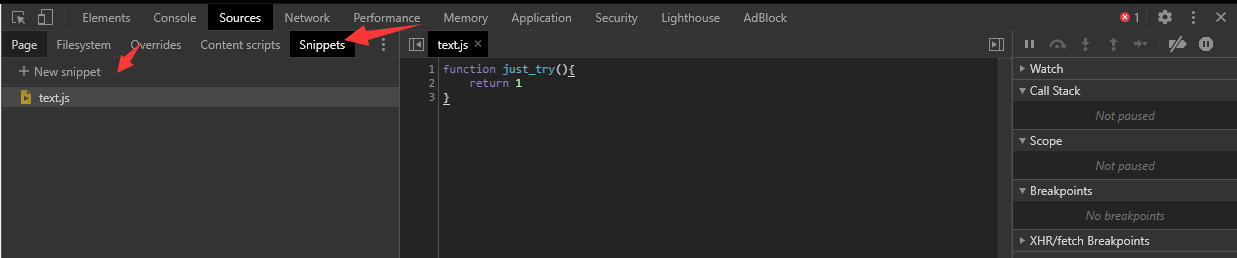 Elements Console Sources Network Performance Memory Application Security Lighthouse AdBlock 1
Page Filesystem Overrides Content scripts Snippets
+ New snippet
text.js
text.js ×
1 function just_try(){
2 return 1
3 }
Watch
Call Stack
Not paused
Scope
Not paused
Breakpoints
No breakpoints
XHR/fetch Breakpoints